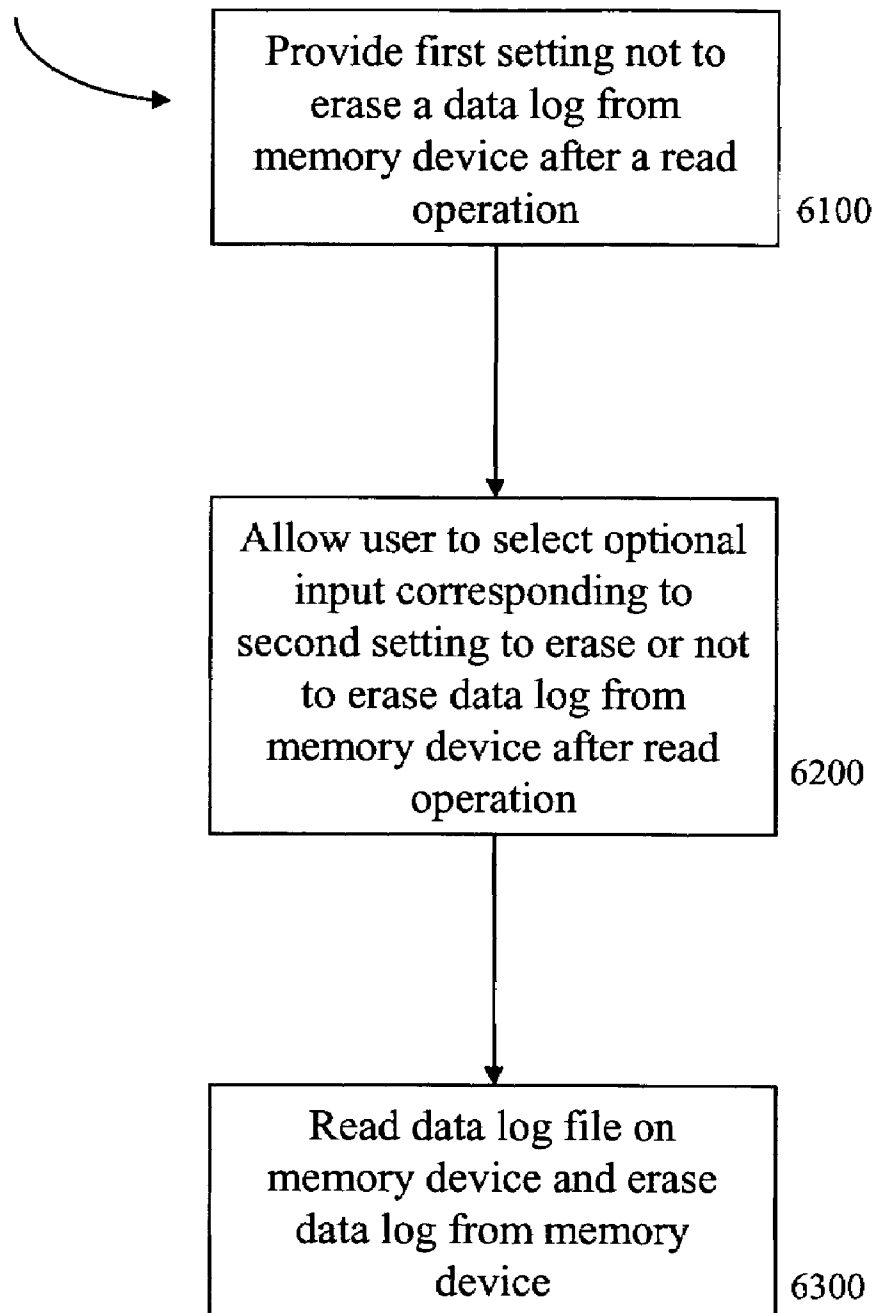 Provide first setting not to
erase a data log from
memory device after a read
operation
6100
Allow user to select optional
input corresponding to
second setting to erase or not
to erase data log from
memory device after read
operation
6200
Read data log file on
memory device and erase
data log from memory
device
6300